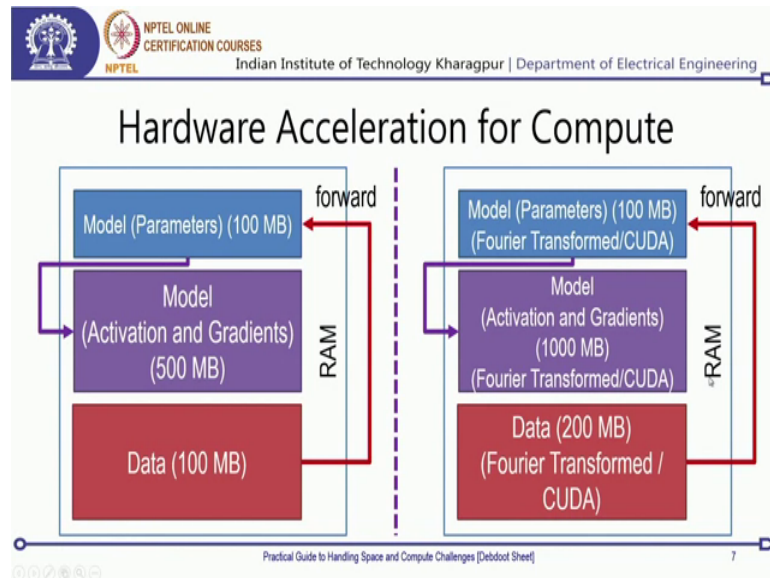 NPTEL ONLINE
CERTIFICATION COURSES
NPTEL
Indian Institute of Technology Kharagpur | Department of Electrical Engineering
Hardware Acceleration for Compute
forward
Model (Parameters) (100 MB)
Model
(Activation and Gradients)
(500 MB)
RAM
Data (100 MB)
forward
Model (Parameters) (100 MB)
(Fourier Transformed/CUDA)
Model
(Activation and Gradients)
(1000 MB)
(Fourier Transformed/CUDA)
RAM
Data (200 MB)
(Fourier Transformed /
CUDA)
Practical Guide to Handling Space and Compute Challenges [Debdoot Sheet]
7